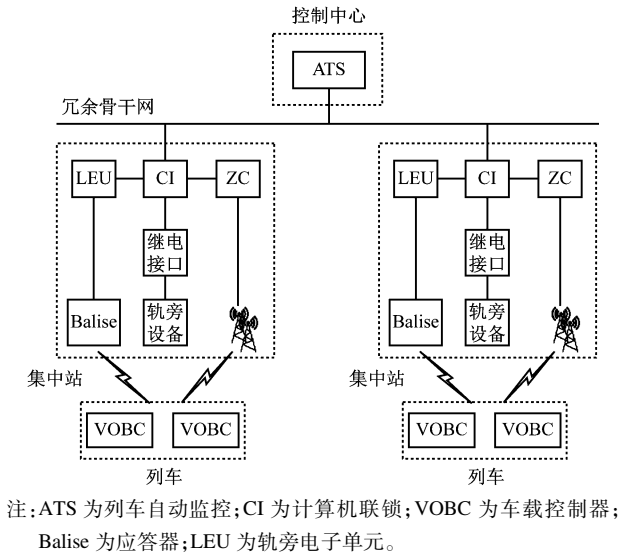 控制中心
ATS
冗余骨干网
LEU CI ZC LEU CI ZC
继电
接口
继电
接口
Balise
轨旁
设备
Balise
轨旁
设备
集中站 集中站
VOBC VOBC VOBC VOBC
列车 列车
注:ATS 为列车自动监控;CI 为计算机联锁;VOBC 为车载控制器;
Balise 为应答器;LEU 为轨旁电子单元。